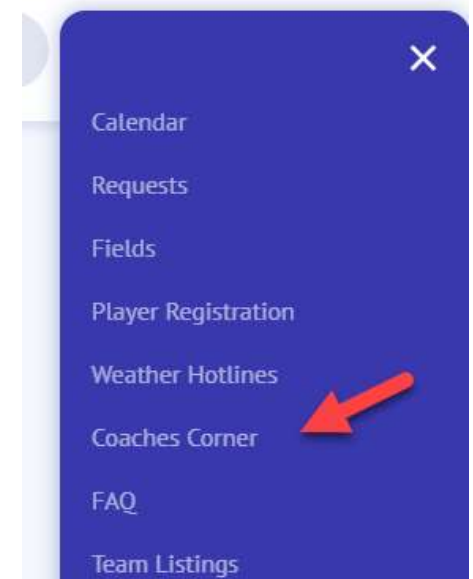 Calendar
Requests
Fields
Player Registration
Weather Hotlines
Coaches Corner
FAQ
Team Listings